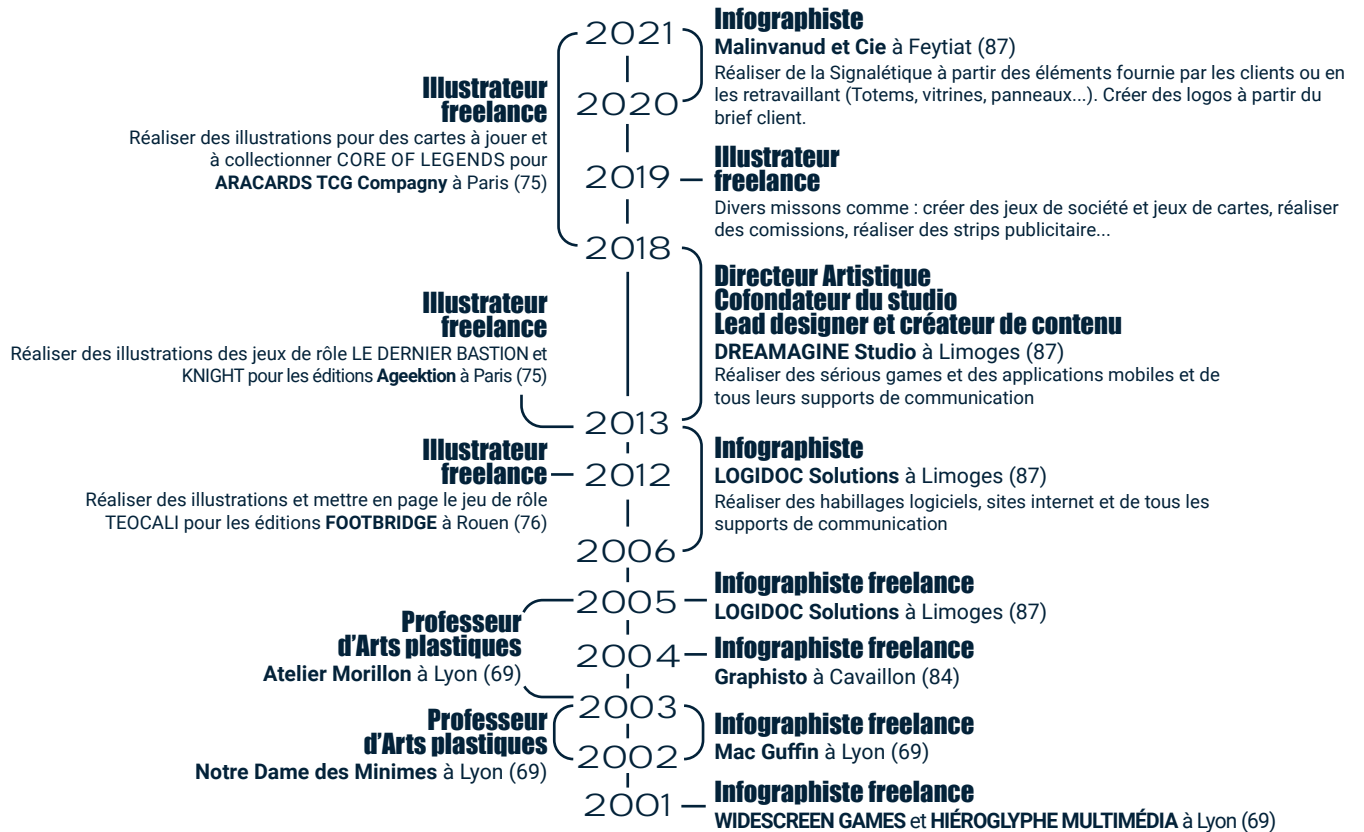 2021
Infographiste
Malinvanud et Cie à Feytiat (87)
Réaliser de la Signalétique à partir des éléments fournie par les clients ou en
les retravaillant (Totems, vitrines, panneaux...). Créer des logos à partir du
brief client.
Illustrateur
freelance
Réaliser des illustrations pour des cartes à jouer et
à collectionner CORE OF LEGENDS pour
ARACARDS TCG Compagny à Paris (75)
2020
2019
Illustrateur
freelance
Divers missons comme : créer des jeux de société et jeux de cartes, réaliser
des comissions, réaliser des strips publicitaire...
2018
Directeur Artistique
Cofondateur du studio
Lead designer et créateur de contenu
DREAMAGINE Studio à Limoges (87)
Réaliser des sérious games et des applications mobiles et de
tous leurs supports de communication
Illustrateur
freelance
Réaliser des illustrations des jeux de rôle LE DERNIER BASTION et
KNIGHT pour les éditions Ageektion à Paris (75)
2013
Infographiste
LOGIDOC Solutions à Limoges (87)
Réaliser des habillages logiciels, sites internet et de tous les
supports de communication
Illustrateur
freelance
Réaliser des illustrations et mettre en page le jeu de rôle
TEOCALI pour les éditions FOOTBRIDGE à Rouen (76)
2012
2006
2005
Infographiste freelance
LOGIDOC Solutions à Limoges (87)
Professeur
d'Arts plastiques
Atelier Morillon à Lyon (69)
2004
Infographiste freelance
Graphisto à Cavaillon (84)
2003
Professeur
d'Arts plastiques
Notre Dame des Minimes à Lyon (69)
Infographiste freelance
Mac Guffin à Lyon (69)
2002
2001
Infographiste freelance
WIDESCREEN GAMES et HIÉROGLYPHE MULTIMÉDIA à Lyon (69)